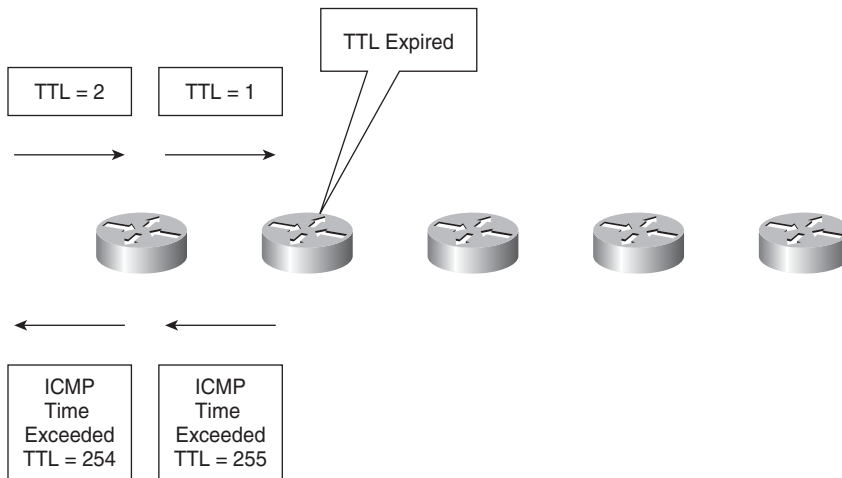 TTL Expired
TTL = 2
TTL = 1
ICMP
Time
Exceeded
TTL = 254
ICMP
Time
Exceeded
TTL = 255